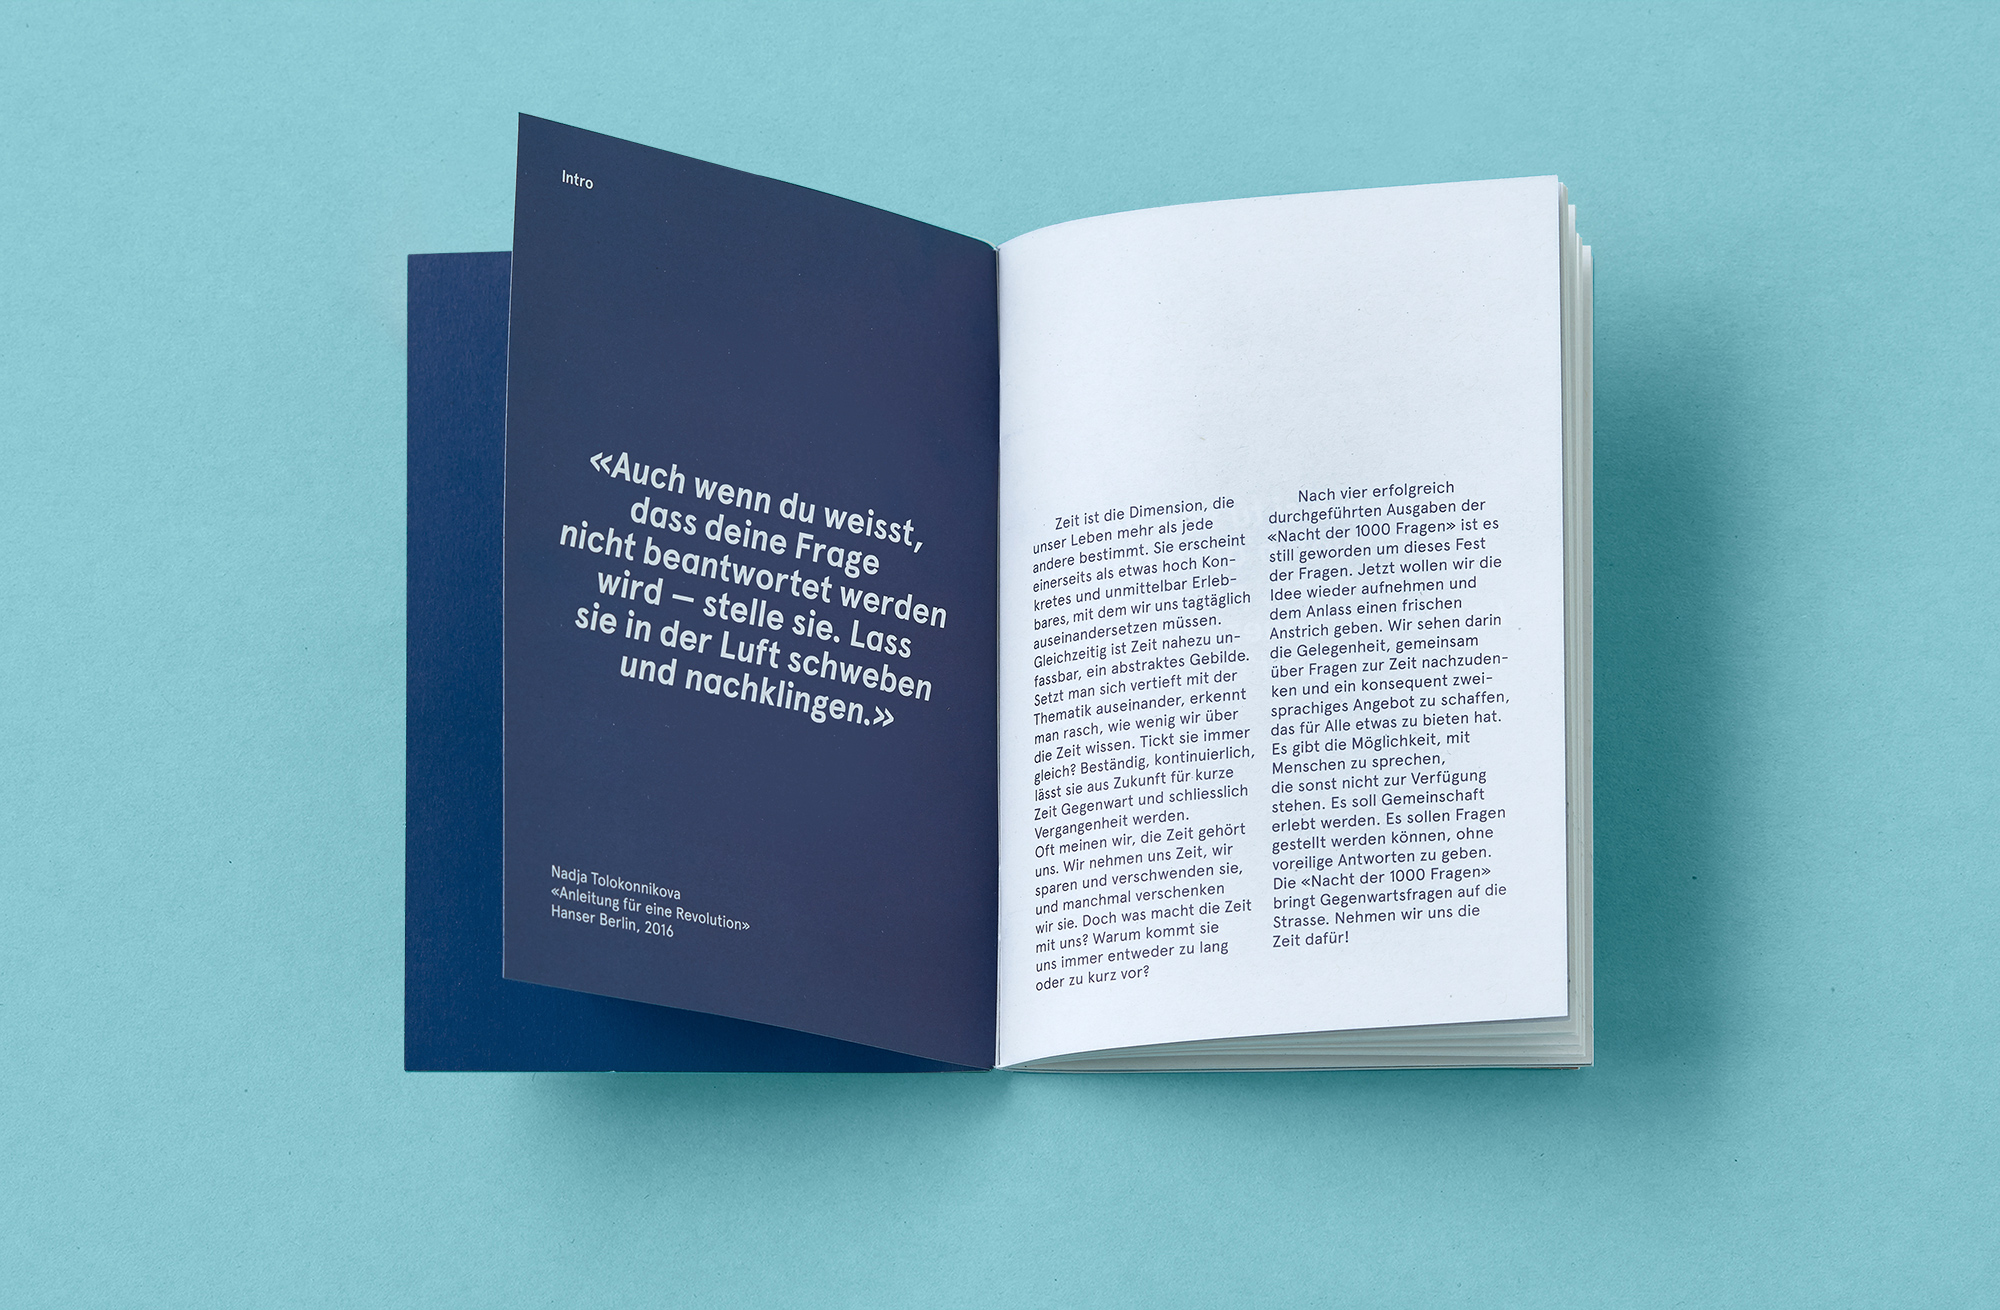 Intro
«Auch wenn du weisst,
dass deine Frage
nicht beantwortet werden
wird – stelle sie. Lass
sie in der Luft schweben
und nachklingen.»
Nadja Tolokonnikova
«Anleitung für eine Revolution»
Hanser Berlin, 2016
Zeit ist die Dimension, die
unser Leben mehr als jede
andere bestimmt. Sie erscheint
einerseits als etwas hoch Kon-
kretes und unmittelbar Erleb-
bares, mit dem wir uns tagtäglich
auseinandersetzen müssen.
Gleichzeitig ist Zeit nahezu un-
fassbar, ein abstraktes Gebilde.
Setzt man sich vertieft mit der
Thematik auseinander, erkennt
man rasch, wie wenig wir über
die Zeit wissen. Tickt sie immer
gleich? Beständig, kontinuierlich,
lässt sie aus Zukunft für kurze
Zeit Gegenwart und schliesslich
Vergangenheit werden.
Oft meinen wir, die Zeit gehört
uns. Wir nehmen uns Zeit, wir
sparen und verschwenden sie,
und manchmal verschenken
wir sie. Doch was macht die Zeit
mit uns? Warum kommt sie
uns immer entweder zu lang
oder zu kurz vor?
Nach vier erfolgreich
durchgeführten Ausgaben der
«Nacht der 1000 Fragen» ist es
still geworden um dieses Fest
der Fragen. Jetzt wollen wir die
Idee wieder aufnehmen und
dem Anlass einen frischen
Anstrich geben. Wir sehen darin
die Gelegenheit, gemeinsam
über Fragen zur Zeit nachzuden-
ken und ein konsequent zwei-
sprachiges Angebot zu schaffen,
das für Alle etwas zu bieten hat.
Es gibt die Möglichkeit, mit
Menschen zu sprechen,
die sonst nicht zur Verfügung
stehen. Es soll Gemeinschaft
erlebt werden. Es sollen Fragen
gestellt werden können, ohne
voreilige Antworten zu geben.
Die «Nacht der 1000 Fragen»
bringt Gegenwartsfragen auf die
Strasse. Nehmen wir uns die
Zeit dafür!